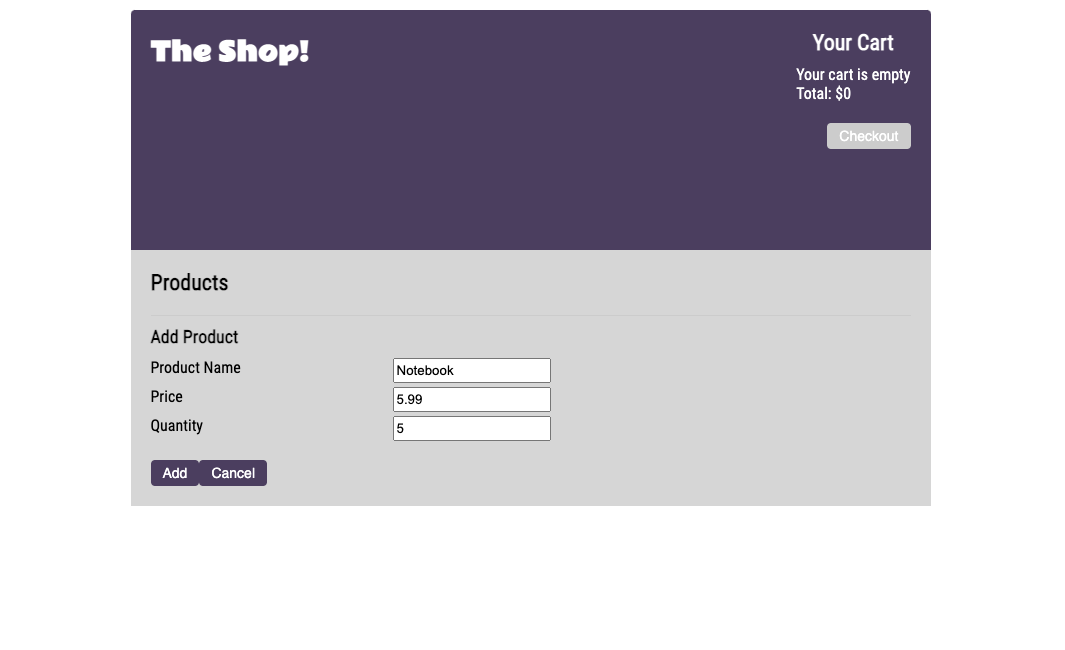 The Shop!
Your Cart
Your cart is empty
Total: $0
Checkout
Products
Add Product
Product Name
Notebook
Price
5.99
Quantity
5
Add
Cancel